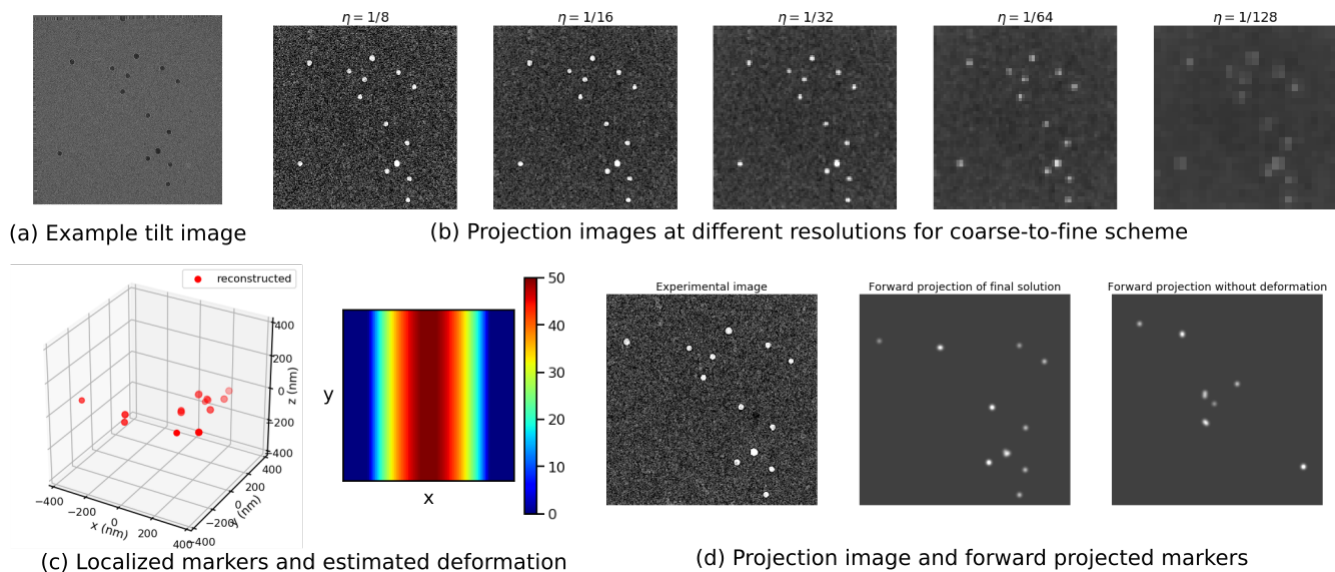 η = 1/8
η = 1/16
η = 1/32
η = 1/64
η = 1/128
(a) Example tilt image
(b) Projection images at different resolutions for coarse-to-fine scheme
reconstructed
400
200
0
−200
−400
z (nm)
400
200
0
−200
−400
y (nm)
−400
−200
0
200
400
x (nm)
y
x
50
40
30
20
10
0
Experimental image
Forward projection of final solution
Forward projection without deformation
(c) Localized markers and estimated deformation
(d) Projection image and forward projected markers